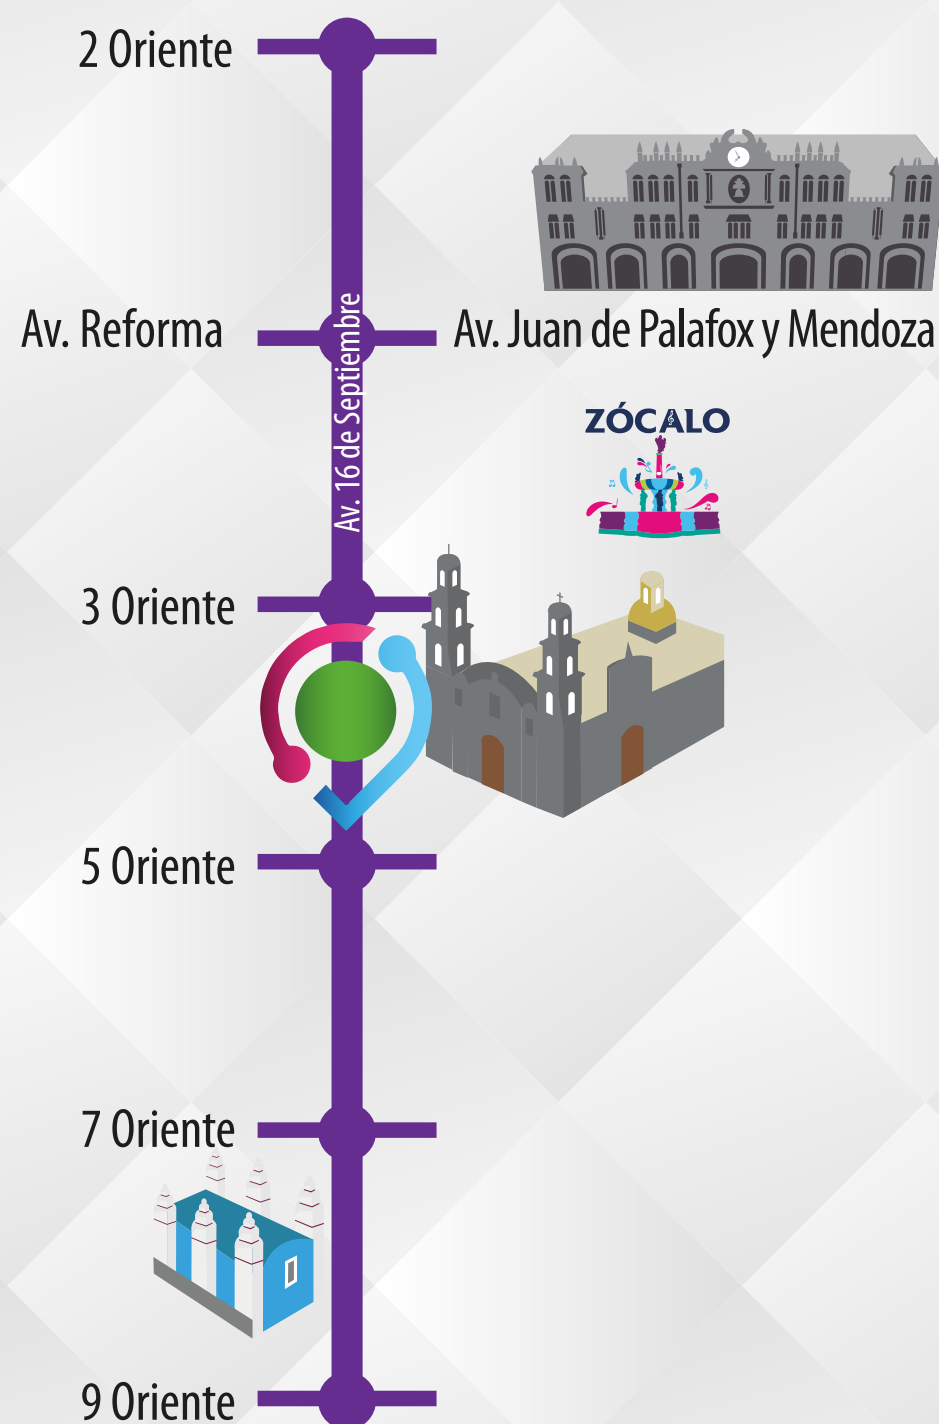 2 Oriente
Av. Reforma
Av. Juan de Palafox y Mendoza
Av. 16 de Septiembre
ZÓCALO
3 Oriente
5 Oriente
7 Oriente
9 Oriente